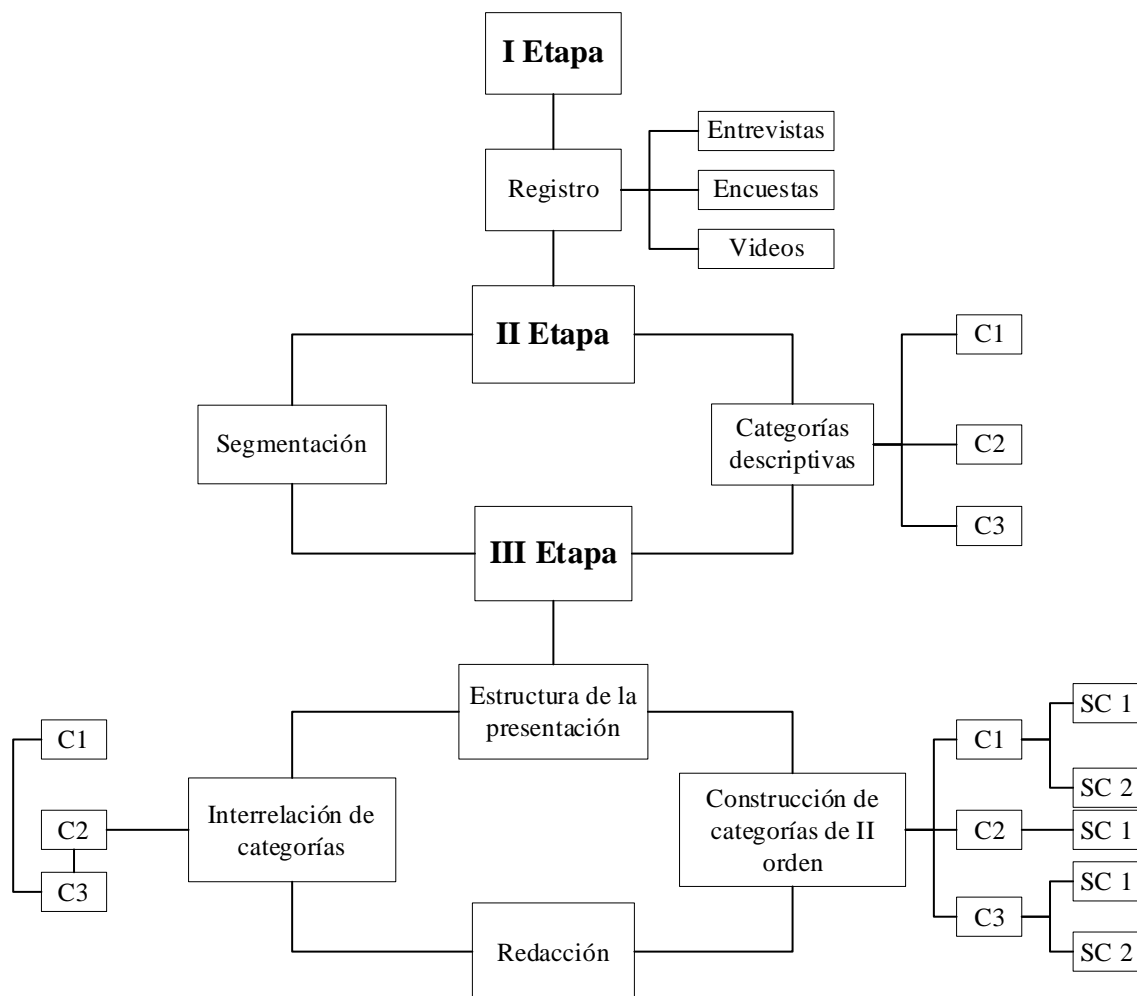 I Etapa
Entrevistas
Registro
Encuestas
Videos
II Etapa
C1
Segmentación
Categorías
descriptivas
C2
C3
III Etapa
Estructura de la
presentación
SC 1
C1
C1
SC 2
Interrelación de
categorías
Construcción de
categorías de II
orden
C2
C2
SC 1
C3
SC 1
C3
SC 2
Redacción